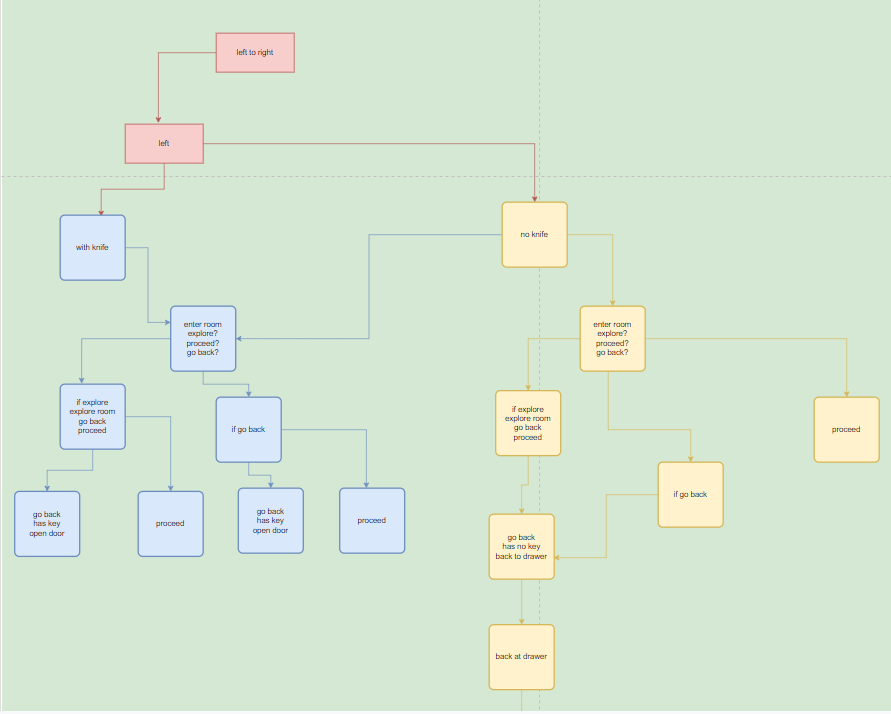 left to right
left
with knife
no knife
enter room
explore?
proceed?
go back?
enter room
explore?
proceed?
go back?
if explore
explore room
go back
proceed
if go back
if explore
explore room
go back
proceed
proceed
if go back
go back
has key
open door
proceed
go back
has key
open door
proceed
go back
has no key
back to drawer
back at drawer